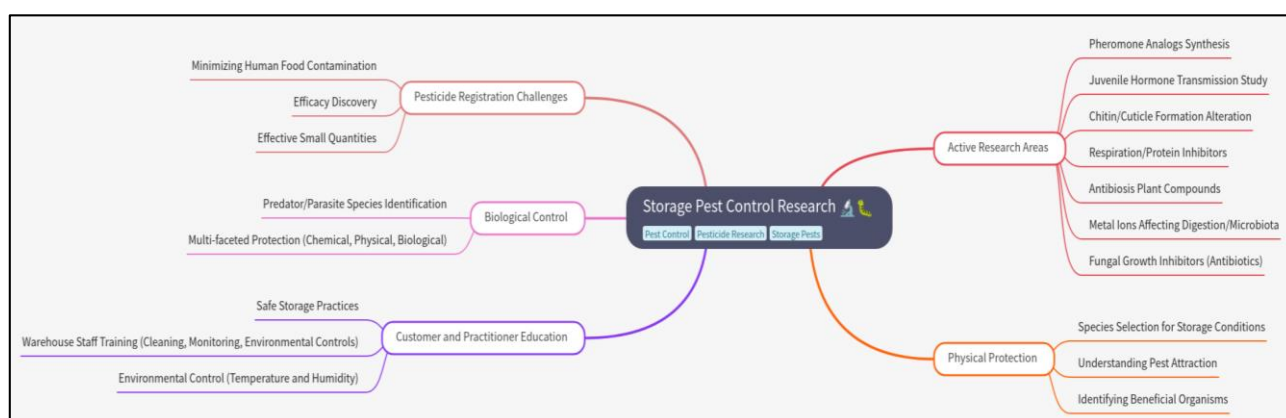 Storage Pest Control Research 🔬🐛
Pest Control Pesticide Research Storage Pests
Pesticide Registration Challenges
Minimizing Human Food Contamination
Efficacy Discovery
Effective Small Quantities
Biological Control
Predator/Parasite Species Identification
Multi-faceted Protection (Chemical, Physical, Biological)
Customer and Practitioner Education
Safe Storage Practices
Warehouse Staff Training (Cleaning, Monitoring, Environmental Controls)
Environmental Control (Temperature and Humidity)
Active Research Areas
Pheromone Analogs Synthesis
Juvenile Hormone Transmission Study
Chitin/Cuticle Formation Alteration
Respiration/Protein Inhibitors
Antibiosis Plant Compounds
Metal Ions Affecting Digestion/Microbiota
Fungal Growth Inhibitors (Antibiotics)
Physical Protection
Species Selection for Storage Conditions
Understanding Pest Attraction
Identifying Beneficial Organisms